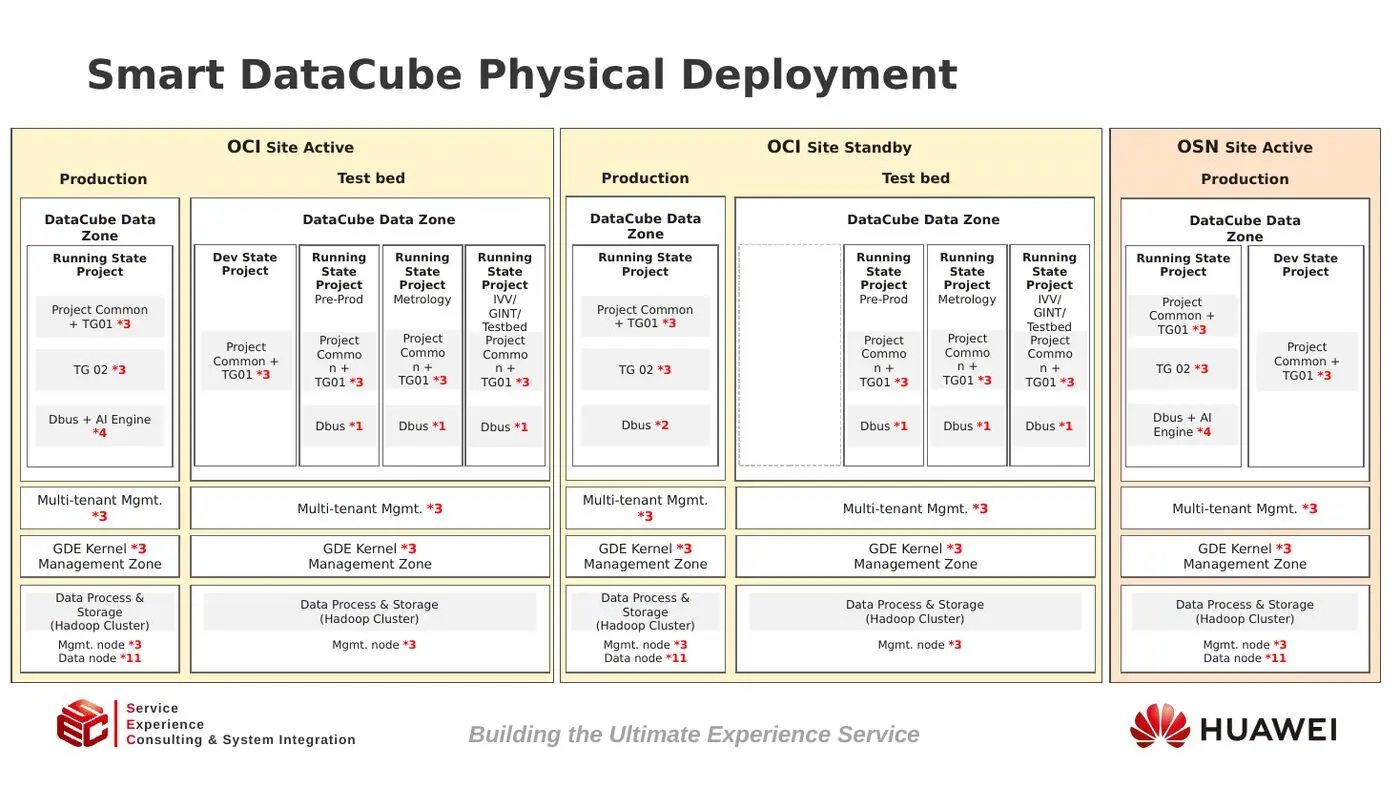 Smart DataCube Physical Deployment
OCI Site Active
Production
Test bed
DataCube Data
Zone
Running State
Project
Project Common
+ TG01 *3
TG 02 *3
Dbus + AI Engine
*4
DataCube Data Zone
Dev State
Project
Project
Common +
TG01 *3
Running
State
Project
Pre-Prod
Project
Commo
n +
TG01 *3
Dbus *1
Running
State
Project
Metrology
Project
Commo
n +
TG01 *3
Dbus *1
Running
State
Project
IVV/
GINT/
Testbed
Project
Commo
n +
TG01 *3
Dbus *1
Multi-tenant Mgmt.
*3
Multi-tenant Mgmt. *3
GDE Kernel *3
Management Zone
GDE Kernel *3
Management Zone
Data Process &
Storage
(Hadoop Cluster)
Mgmt. node *3
Data node *11
Data Process & Storage
(Hadoop Cluster)
Mgmt. node *3
OCI Site Standby
Production
Test bed
DataCube Data
Zone
Running State
Project
Project Common
+ TG01 *3
TG 02 *3
Dbus *2
DataCube Data Zone
Running
State
Project
Pre-Prod
Project
Commo
n +
TG01 *3
Dbus *1
Running
State
Project
Metrology
Project
Commo
n +
TG01 *3
Dbus *1
Running
State
Project
IVV/
GINT/
Testbed
Project
Commo
n +
TG01 *3
Dbus *1
Multi-tenant Mgmt.
*3
Multi-tenant Mgmt. *3
GDE Kernel *3
Management Zone
GDE Kernel *3
Management Zone
Data Process &
Storage
(Hadoop Cluster)
Mgmt. node *3
Data node *11
Data Process & Storage
(Hadoop Cluster)
Mgmt. node *3
OSN Site Active
Production
DataCube Data
Zone
Running State
Project
Project
Common +
TG01 *3
TG 02 *3
Dbus + AI
Engine *4
Dev State
Project
Project
Common +
TG01 *3
Multi-tenant Mgmt. *3
GDE Kernel *3
Management Zone
Data Process & Storage
(Hadoop Cluster)
Mgmt. node *3
Data node *11
SEC
Service
Experience
Consulting & System Integration
Building the Ultimate Experience Service
HUAWEI